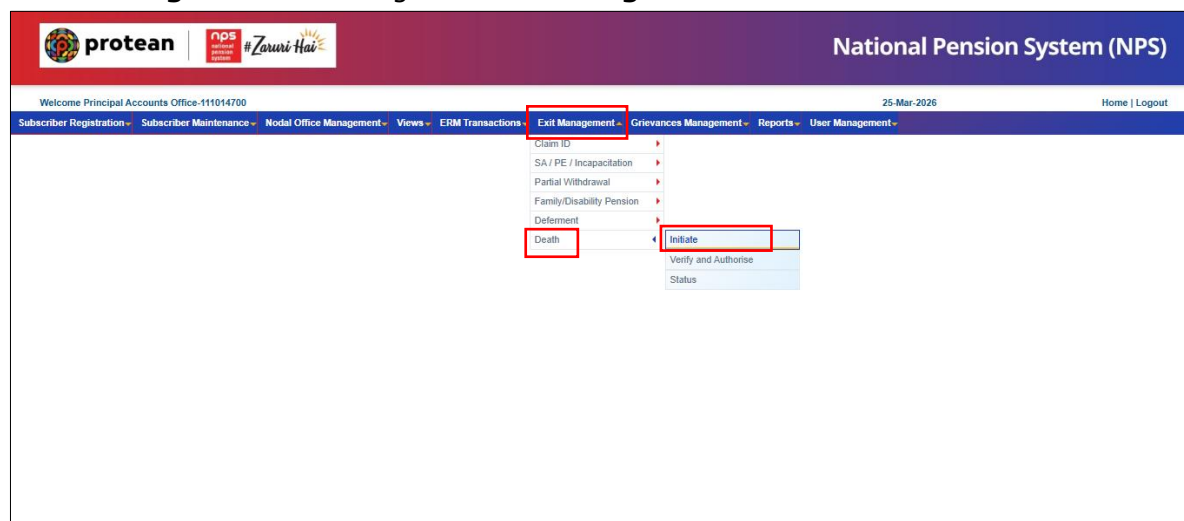 protean
nps
national
pension
system
#Zaruri Hai
National Pension System (NPS)
Welcome Principal Accounts Office-111014700
25-Mar-2026
Home | Logout
Subscriber Registration Subscriber Maintenance Nodal Office Management Views ERM Transactions Exit Management Grievances Management Reports User Management
Claim ID
SA / PE / Incapacitation
Partial Withdrawal
Family/Disability Pension
Deferment
Death
Initiate
Verify and Authorise
Status